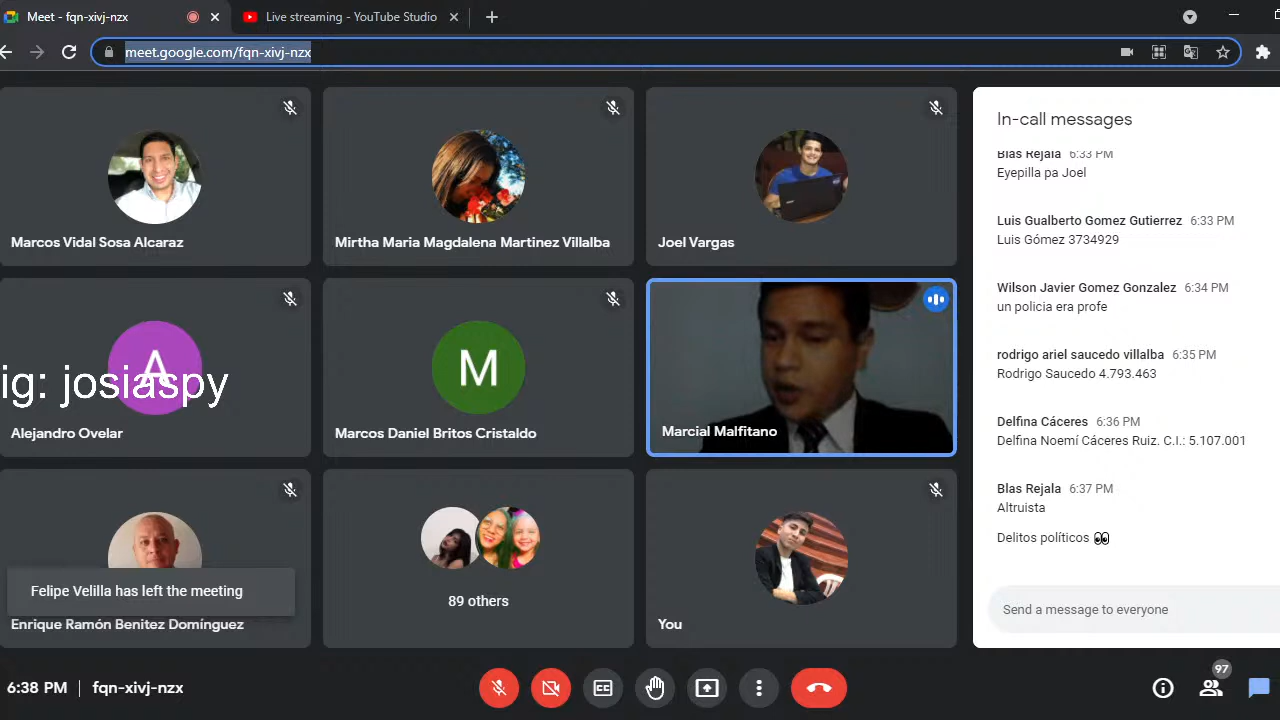 Meet - fqn-xivj-nzx
Live streaming - YouTube Studio
meet.google.com/fqn-xivj-nzx
Marcos Vidal Sosa Alcaraz
Mirtha Maria Magdalena Martinez Villalba
Joel Vargas
A
ig: josiaspy
Alejandro Ovelar
M
Marcos Daniel Britos Cristaldo
Marcial Malfitano
Felipe Velilla has left the meeting
Enrique Ramón Benitez Domínguez
89 others
You
In-call messages
Blas Rejala 6:33 PM
Eyepilla pa Joel
Luis Gualberto Gomez Gutierrez 6:33 PM
Luis Gómez 3734929
Wilson Javier Gomez Gonzalez 6:34 PM
un policia era profe
rodrigo ariel saucedo villalba 6:35 PM
Rodrigo Saucedo 4.793.463
Delfina Cáceres 6:36 PM
Delfina Noemí Cáceres Ruiz. C.I.: 5.107.001
Blas Rejala 6:37 PM
Altruista
Delitos políticos 👀
Send a message to everyone
6:38 PM | fqn-xivj-nzx
CC
97